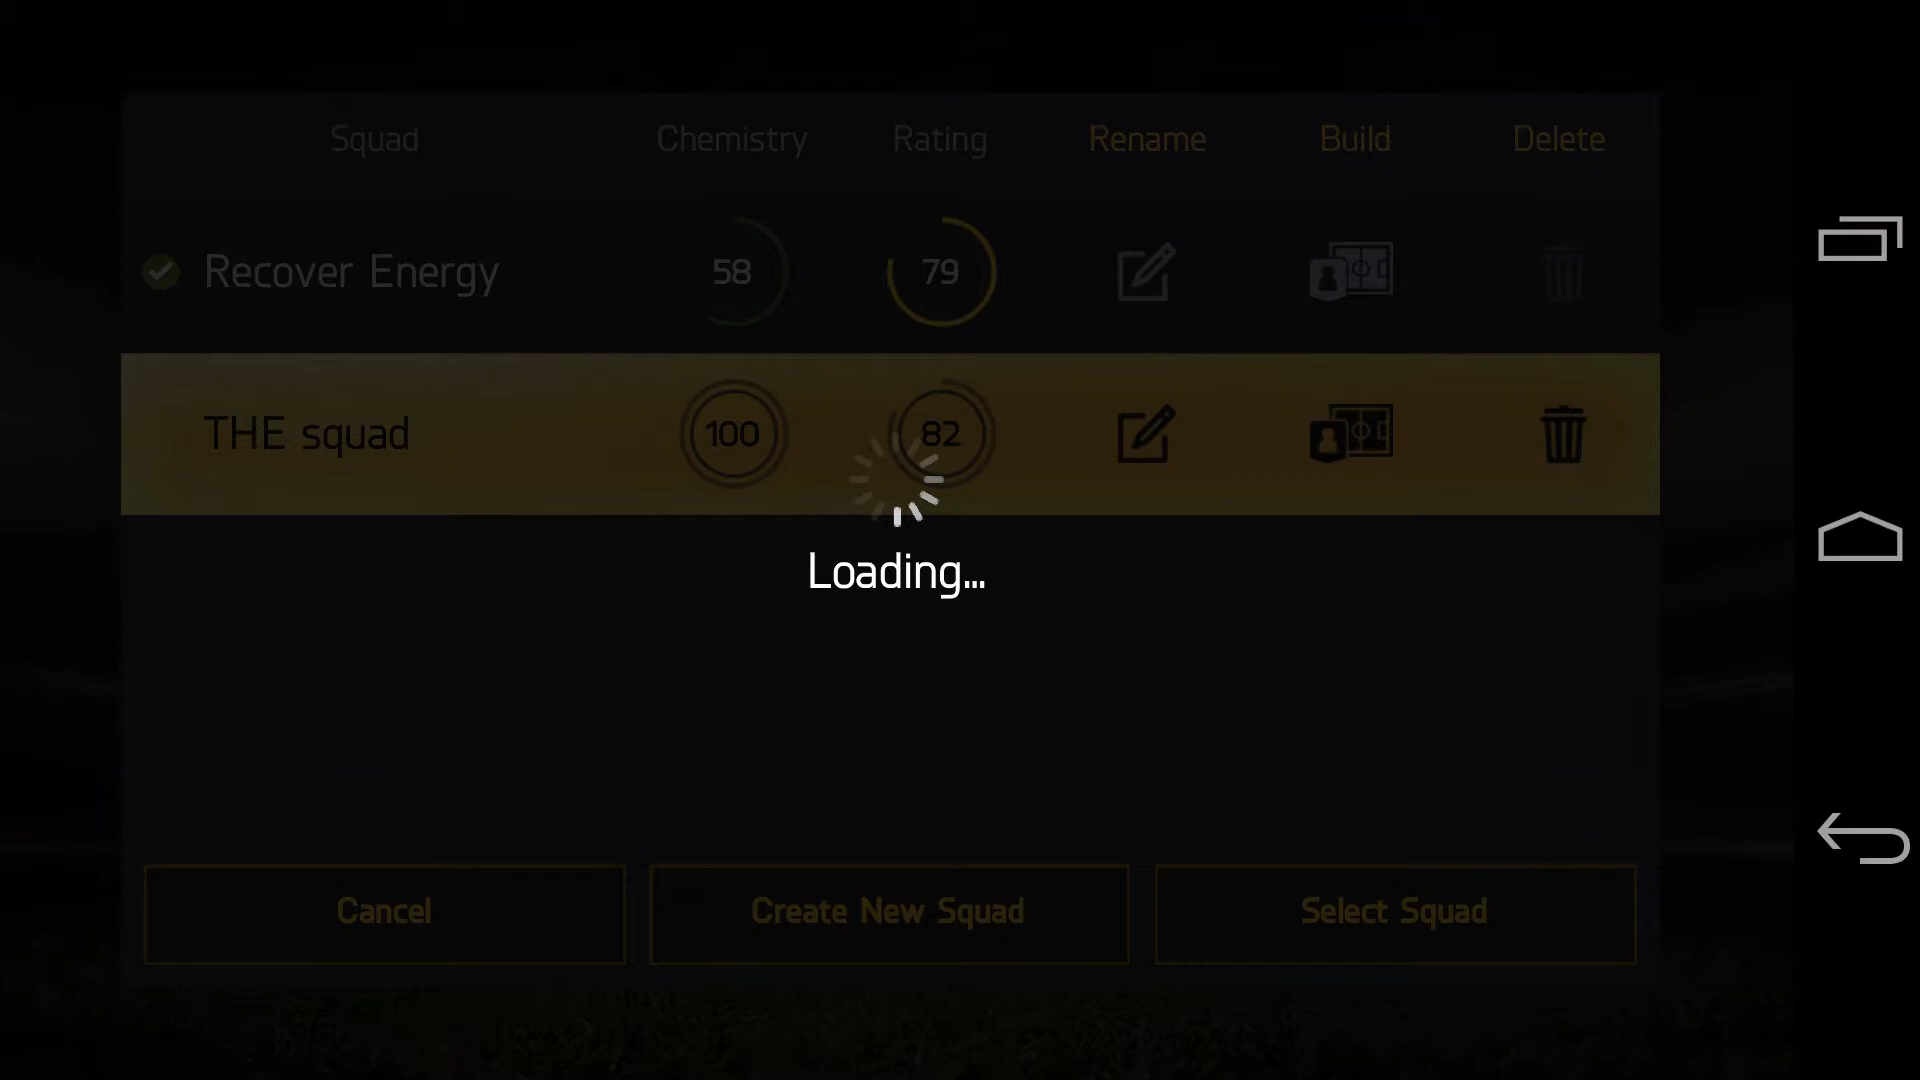 Squad Chemistry Rating Rename Build Delete
Recover Energy 58 79
THE squad 100 82
Loading...
Cancel Create New Squad Select Squad